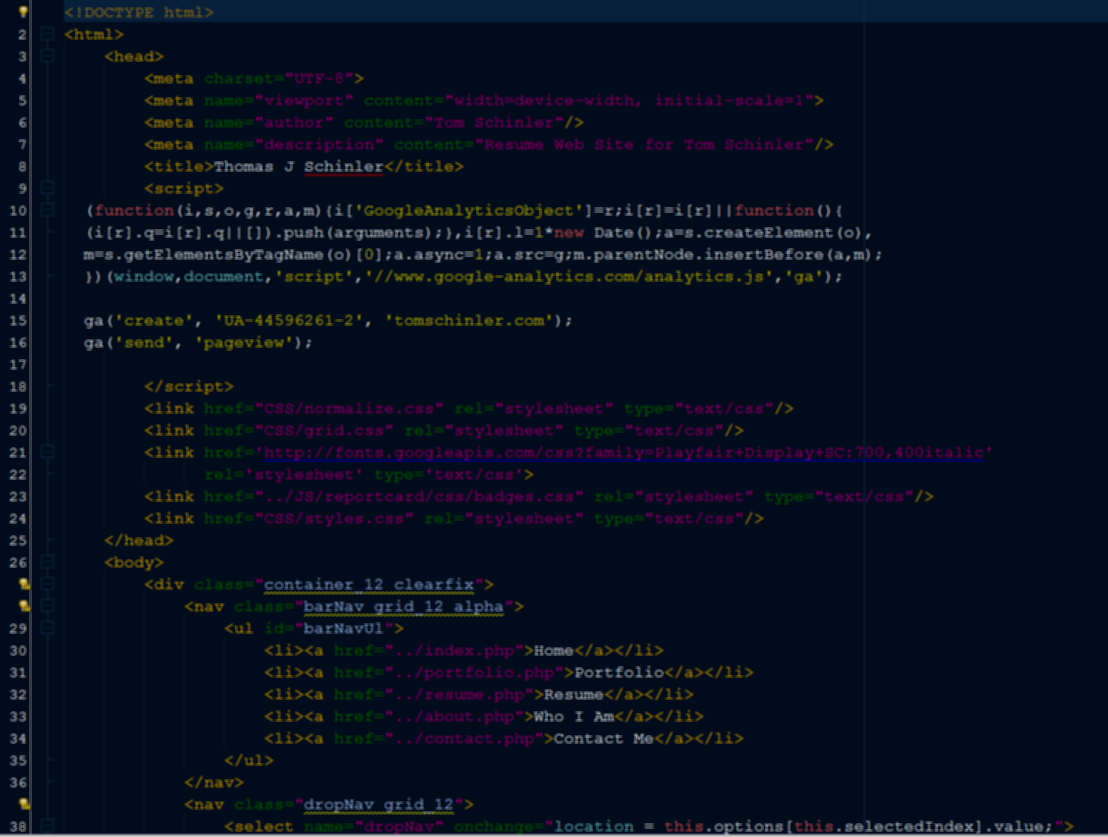 <!DOCTYPE html>
2 <html>
3 <head>
4 <meta charset="UTF-8">
5 <meta name="viewport" content="width=device-width, initial-scale=1">
6 <meta name="author" content="Tom Schinler"/>
7 <meta name="description" content="Resume Web Site for Tom Schinler"/>
8 <title>Thomas J Schinler</title>
9 <script>
10 (function(i,s,o,g,r,a,m){i['GoogleAnalyticsObject']=r;i[r]=i[r]||function(){
11 (i[r].q=i[r].q||[]).push(arguments);},i[r].l=1*new Date();a=s.createElement(o),
12 m=s.getElementsByTagName(o)[0];a.async=1;a.src=g;m.parentNode.insertBefore(a,m);
13 })(window,document,'script','//www.google-analytics.com/analytics.js','ga');
14
15 ga('create', 'UA-44596261-2', 'tomschinler.com');
16 ga('send', 'pageview');
17
18 </script>
19 <link href="CSS/normalize.css" rel="stylesheet" type="text/css"/>
20 <link href="CSS/grid.css" rel="stylesheet" type="text/css"/>
21 <link href='http://fonts.googleapis.com/css?family=Playfair+Display+SC:700,400italic'
22 rel='stylesheet' type='text/css'>
23 <link href="../JS/reportcard/css/badges.css" rel="stylesheet" type="text/css"/>
24 <link href="CSS/styles.css" rel="stylesheet" type="text/css"/>
25 </head>
26 <body>
<div class="container_12 clearfix">
<nav class="barNav grid_12 alpha">
29 <ul id="barNavUl">
30 <li><a href="../index.php">Home</a></li>
31 <li><a href="../portfolio.php">Portfolio</a></li>
32 <li><a href="../resume.php">Resume</a></li>
33 <li><a href="../about.php">Who I Am</a></li>
34 <li><a href="../contact.php">Contact Me</a></li>
35 </ul>
36 </nav>
<nav class="dropNav grid_12">
38 <select name="dropNav" onchange="location = this.options[this.selectedIndex].value;">